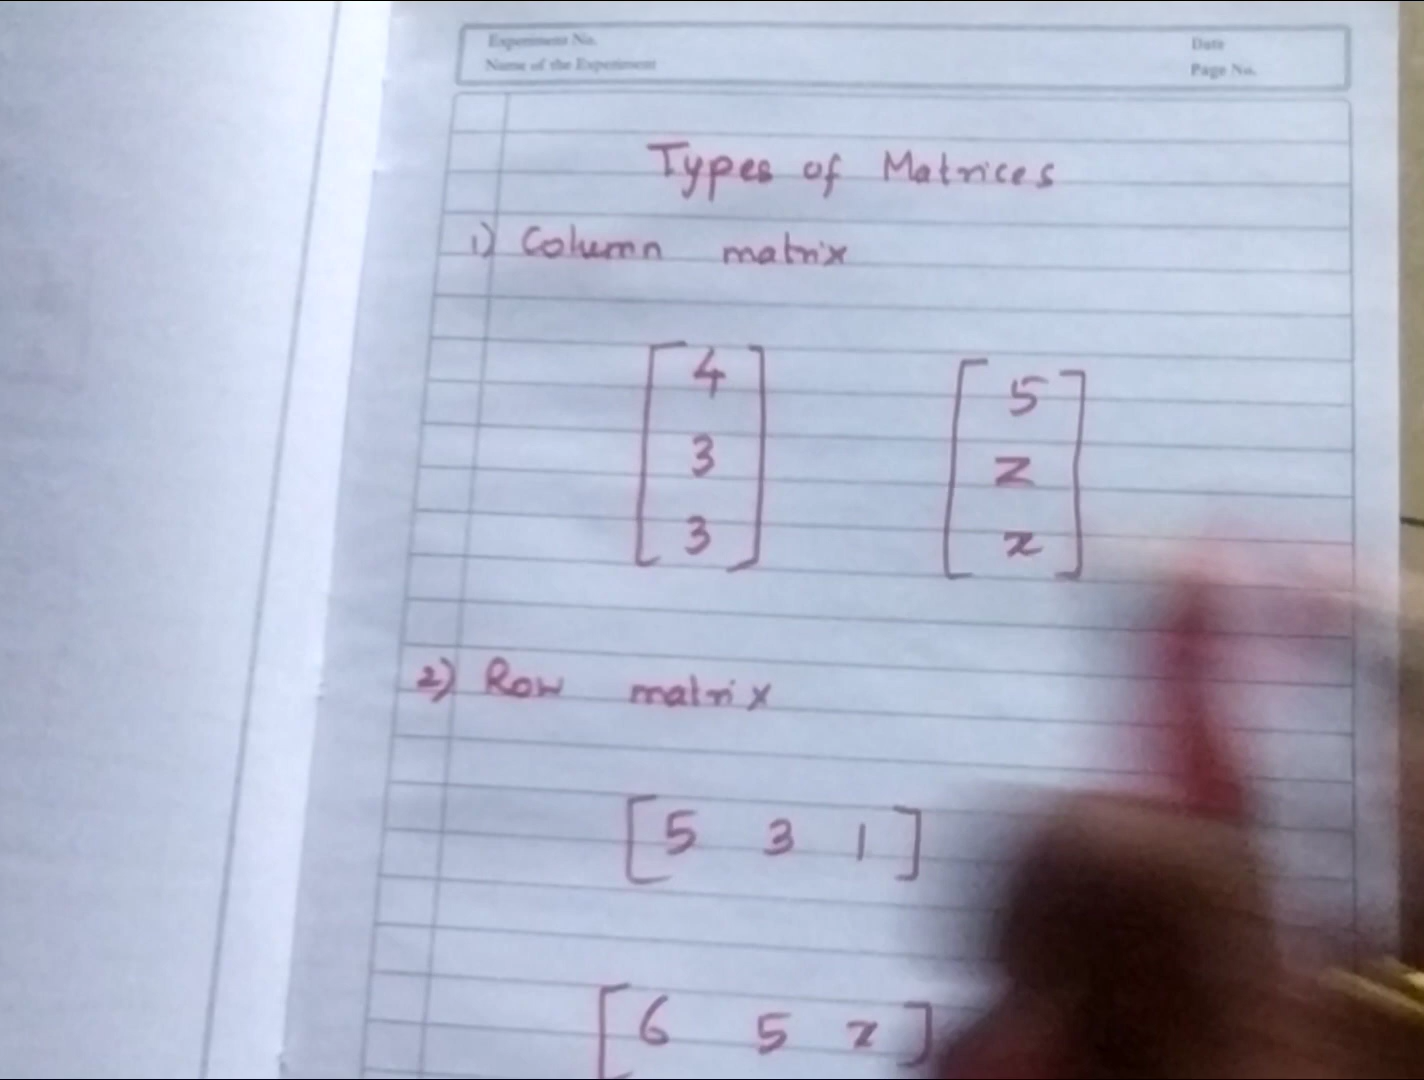 Experiment No.
Date
Name of the Experiment
Page No.
Types of Matrices
1) Column matrix
4
3
3
5
z
x
2) Row matrix
[ 5 3 1 ]
[ 6 5 z ]